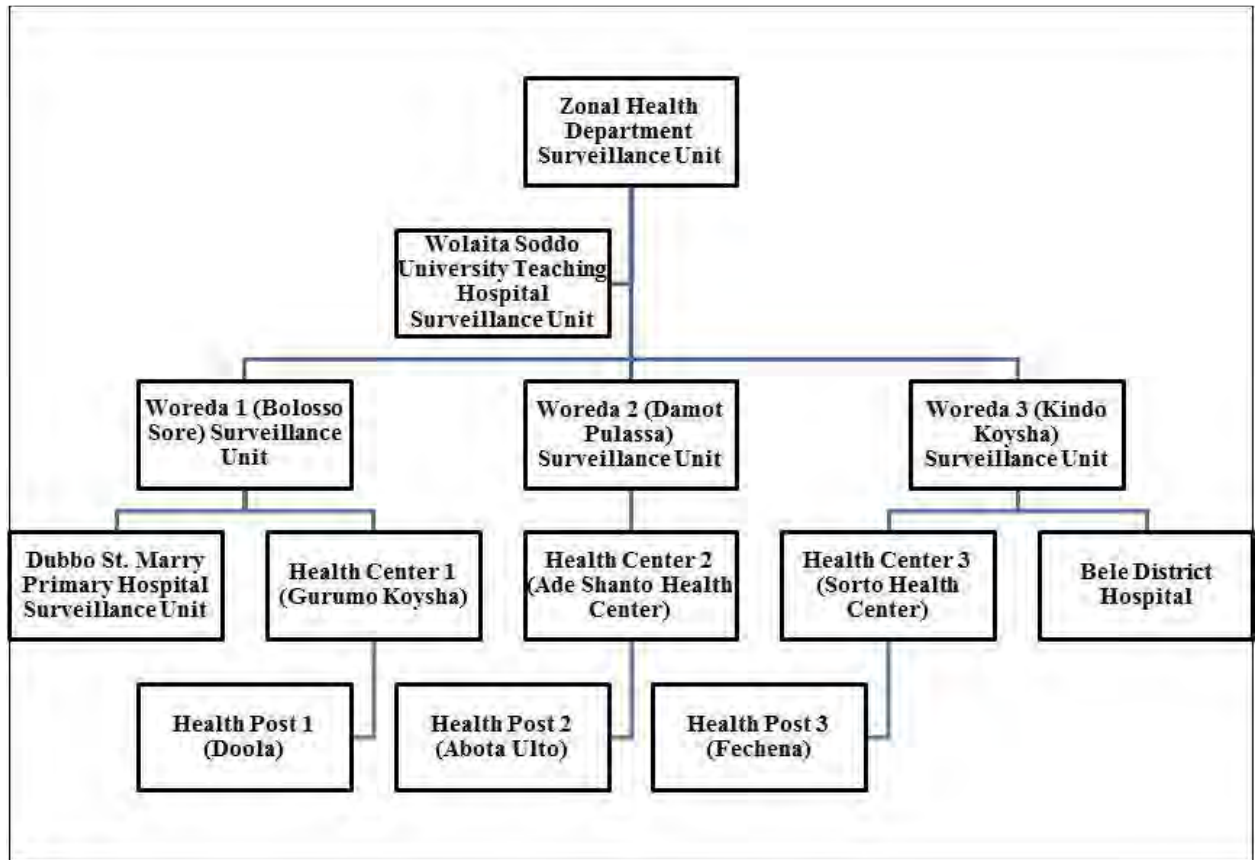 Zonal Health
Department
Surveillance Unit
Wolaita Soddo
University Teaching
Hospital
Surveillance Unit
Woreda 1 (Bolosso
Sore) Surveillance
Unit
Woreda 2 (Damot
Pulassa)
Surveillance Unit
Woreda 3 (Kindo
Koysha)
Surveillance Unit
Dubbo St. Marry
Primary Hospital
Surveillance Unit
Health Center 1
(Gurumo Koysha)
Health Center 2
(Ade Shanto Health
Center)
Health Center 3
(Sorto Health
Center)
Bele District
Hospital
Health Post 1
(Doola)
Health Post 2
(Abota Ulto)
Health Post 3
(Fechena)